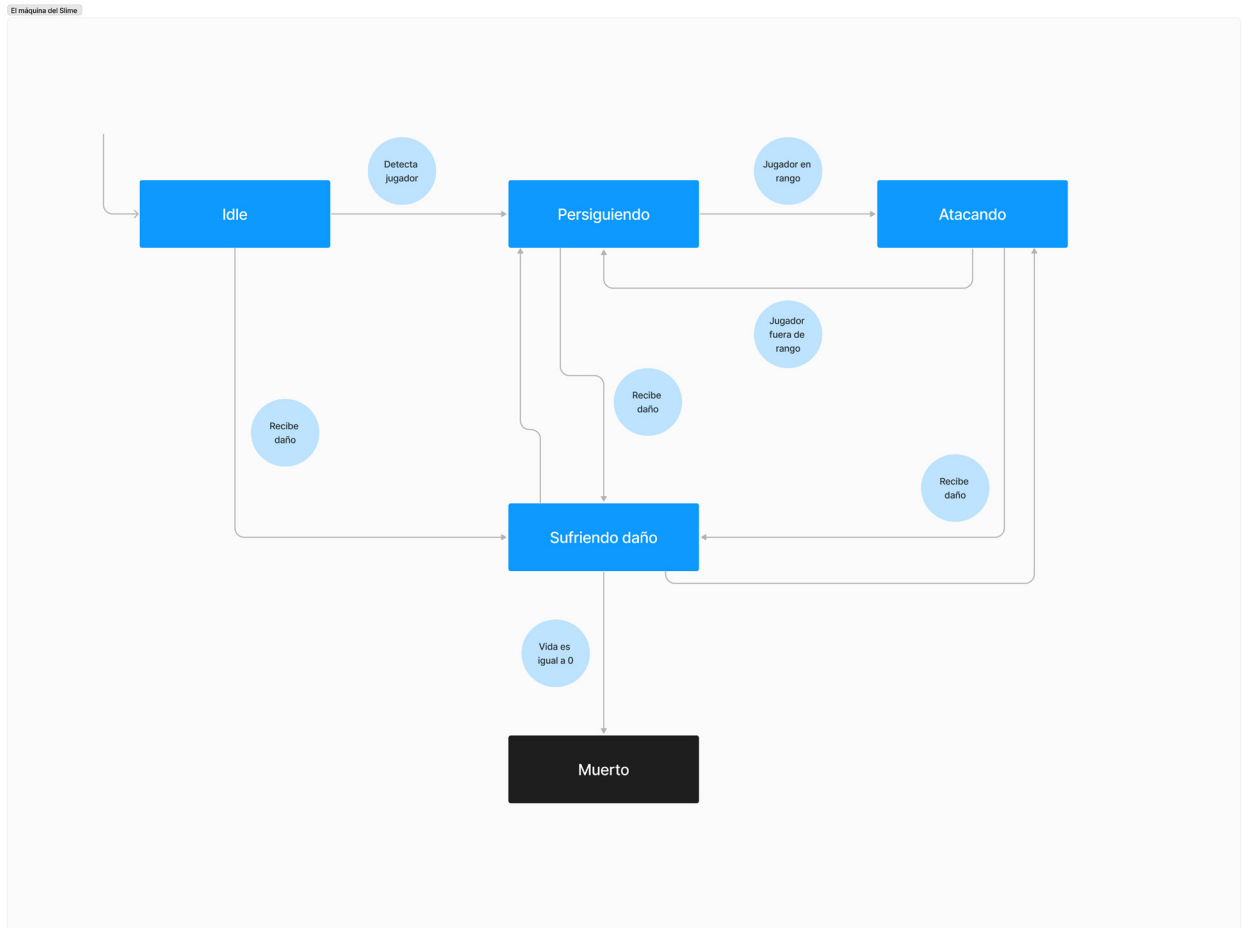 El máquina del Slime
Detecta
jugador
Jugador en
rango
Idle
Persiguiendo
Atacando
Jugador
fuera de
rango
Recibe
daño
Recibe
daño
Recibe
daño
Sufriendo daño
Vida es
igual a 0
Muerto